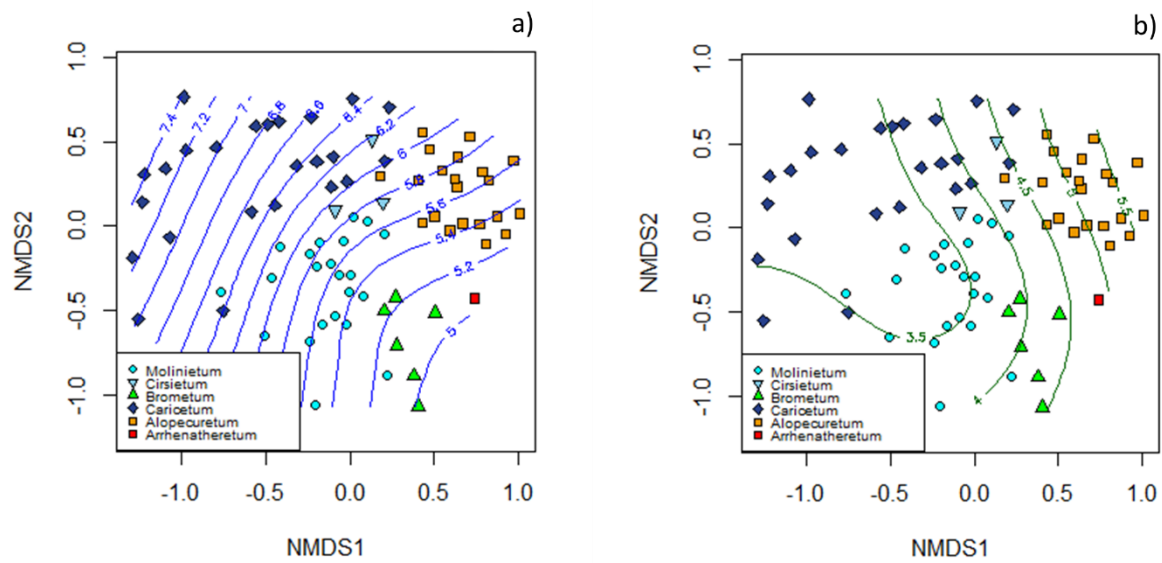 a)
1.0
0.5
0.0
-0.5
-1.0
NMDS2
7.4
7.2
7
6.8
6.6
6.4
6.2
6
5.8
5.6
5.4
5.2
5
Molinietum
Cirsietum
Brometum
Caricetum
Alopecuretum
Arrhenatheretum
-1.0 -0.5 0.0 0.5 1.0
NMDS1
b)
1.0
0.5
0.0
-0.5
-1.0
NMDS2
4.5
5
5.5
3.5
4
Molinietum
Cirsietum
Brometum
Caricetum
Alopecuretum
Arrhenatheretum
-1.0 -0.5 0.0 0.5 1.0
NMDS1